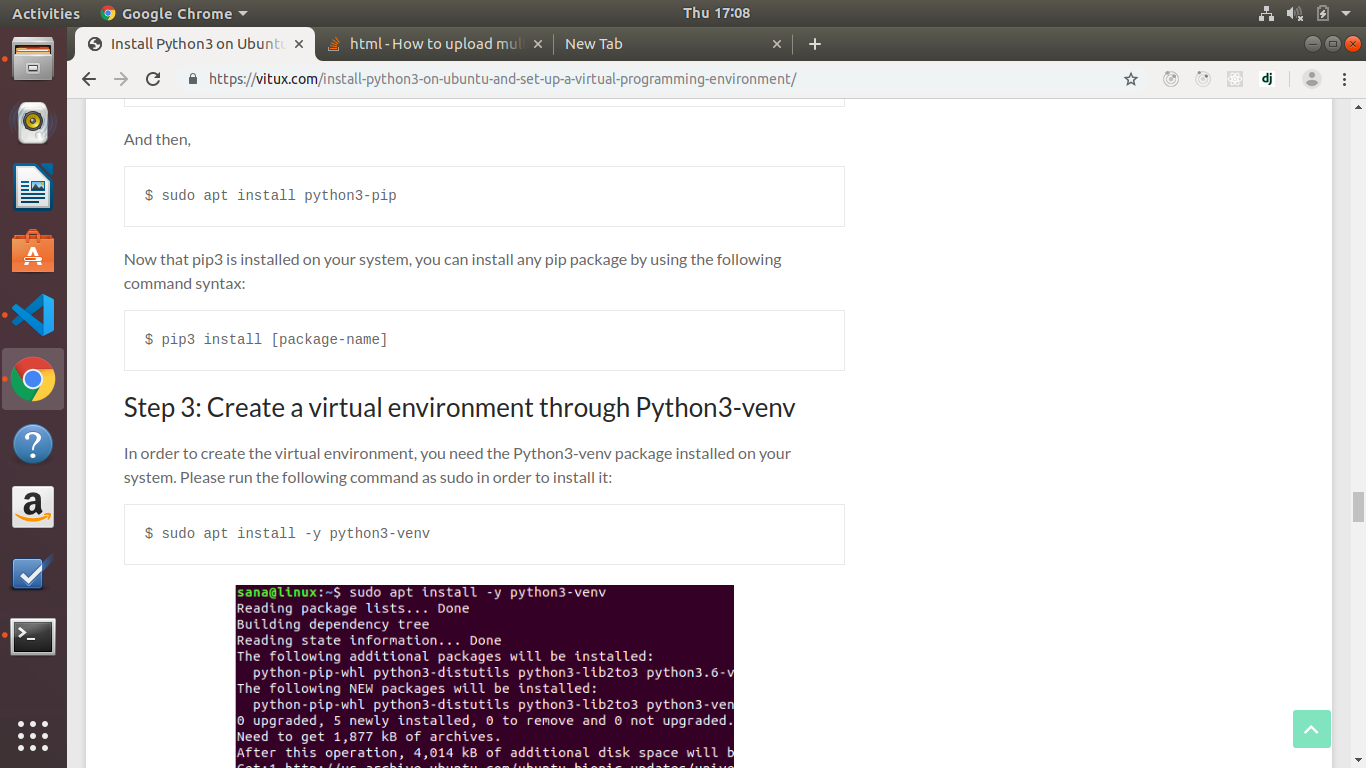 Activities
Google Chrome
Thu 17:08
Install Python3 on Ubuntu
html - How to upload mul
New Tab
https://vitux.com/install-python3-on-ubuntu-and-set-up-a-virtual-programming-environment/
dj
And then,
$ sudo apt install python3-pip
Now that pip3 is installed on your system, you can install any pip package by using the following
command syntax:
$ pip3 install [package-name]
Step 3: Create a virtual environment through Python3-venv
In order to create the virtual environment, you need the Python3-venv package installed on your
system. Please run the following command as sudo in order to install it:
$ sudo apt install -y python3-venv
sana@linux:~$ sudo apt install -y python3-venv
Reading package lists... Done
Building dependency tree
Reading state information... Done
The following additional packages will be installed:
python-pip-whl python3-distutils python3-lib2to3 python3.6-v
The following NEW packages will be installed:
python-pip-whl python3-distutils python3-lib2to3 python3-ven
0 upgraded, 5 newly installed, 0 to remove and 0 not upgraded.
Need to get 1,877 kB of archives.
After this operation, 4,014 kB of additional disk space will b